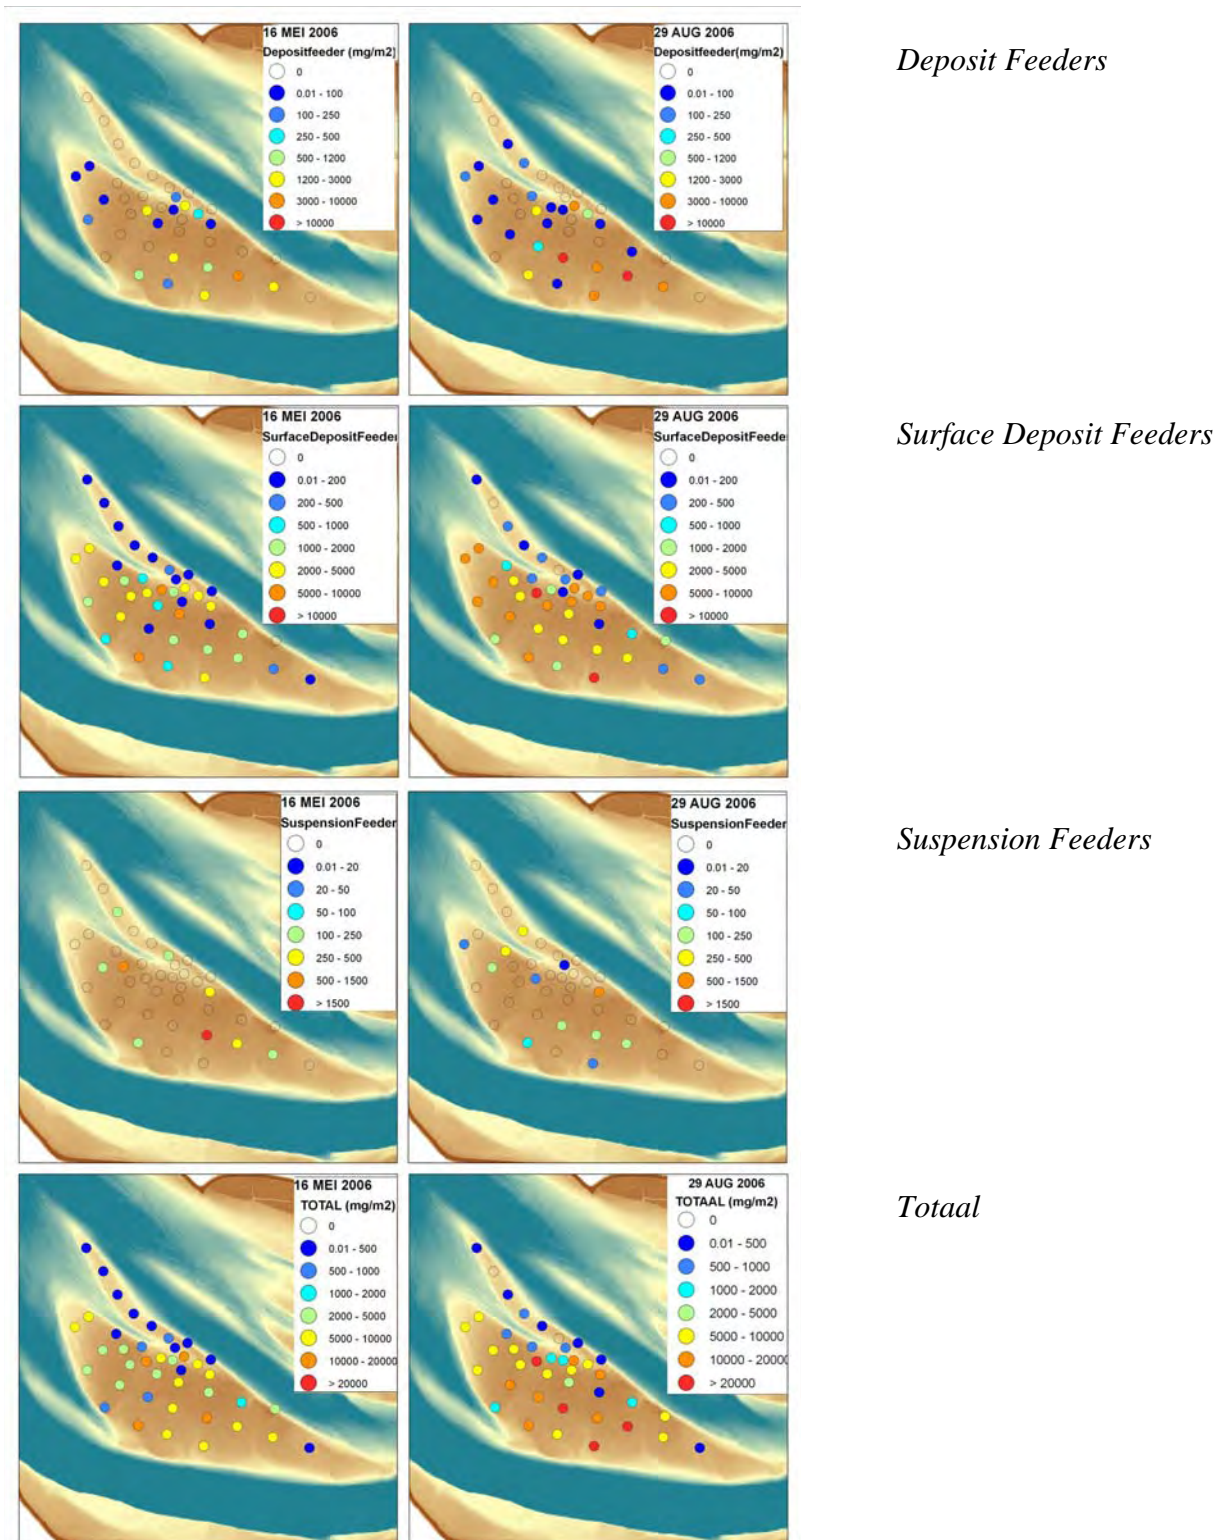 16 MEI 2006
Depositfeeder (mg/m2)
0
0.01 - 100
100 - 250
250 - 500
500 - 1200
1200 - 3000
3000 - 10000
> 10000
29 AUG 2006
Depositfeeder(mg/m2)
0
0.01 - 100
100 - 250
250 - 500
500 - 1200
1200 - 3000
3000 - 10000
> 10000
Deposit Feeders
16 MEI 2006
SurfaceDepositFeeder
0
0.01 - 200
200 - 500
500 - 1000
1000 - 2000
2000 - 5000
5000 - 10000
> 10000
29 AUG 2006
SurfaceDepositFeede
0
0.01 - 200
200 - 500
500 - 1000
1000 - 2000
2000 - 5000
5000 - 10000
> 10000
Surface Deposit Feeders
16 MEI 2006
SuspensionFeeder
0
0.01 - 20
20 - 50
50 - 100
100 - 250
250 - 500
500 - 1500
> 1500
29 AUG 2006
SuspensionFeeder
0
0.01 - 20
20 - 50
50 - 100
100 - 250
250 - 500
500 - 1500
> 1500
Suspension Feeders
16 MEI 2006
TOTAL (mg/m2)
0
0.01 - 500
500 - 1000
1000 - 2000
2000 - 5000
5000 - 10000
10000 - 20000
> 20000
29 AUG 2006
TOTAAL (mg/m2)
0
0.01 - 500
500 - 1000
1000 - 2000
2000 - 5000
5000 - 10000
10000 - 20000
> 20000
Totaal